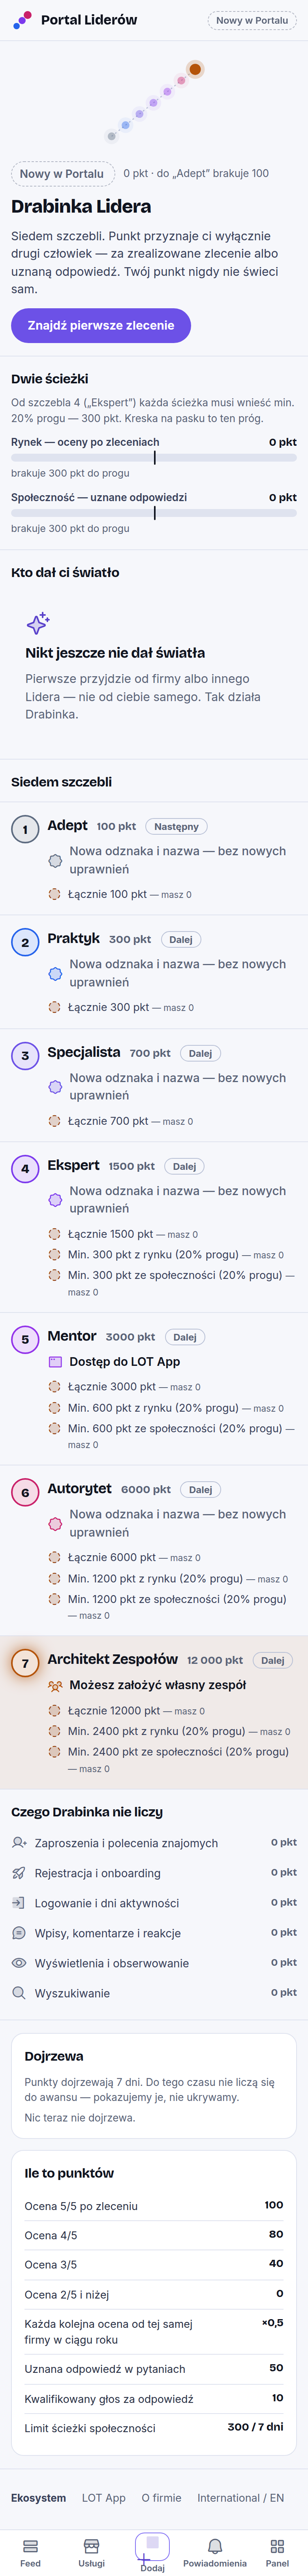 Portal Liderów
Nowy w Portalu
Nowy w Portalu
0 pkt · do „Adept” brakuje 100
Drabinka Lidera
Siedem szczebli. Punkt przyznaje ci wyłącznie
drugi człowiek — za zrealizowane zlecenie albo
uznaną odpowiedź. Twój punkt nigdy nie świeci
sam.
Znajdź pierwsze zlecenie
Dwie ścieżki
Od szczebla 4 („Ekspert”) każda ścieżka musi wnieść min.
20% progu — 300 pkt. Kreska na pasku to ten próg.
Rynek — oceny po zleceniach 0 pkt
brakuje 300 pkt do progu
Społeczność — uznane odpowiedzi 0 pkt
brakuje 300 pkt do progu
Kto dał ci światło
Nikt jeszcze nie dał światła
Pierwsze przyjdzie od firmy albo innego
Lidera — nie od ciebie samego. Tak działa
Drabinka.
Siedem szczebli
1 Adept 100 pkt Następny
Nowa odznaka i nazwa — bez nowych
uprawnień
Łącznie 100 pkt — masz 0
2 Praktyk 300 pkt Dalej
Nowa odznaka i nazwa — bez nowych
uprawnień
Łącznie 300 pkt — masz 0
3 Specjalista 700 pkt Dalej
Nowa odznaka i nazwa — bez nowych
uprawnień
Łącznie 700 pkt — masz 0
4 Ekspert 1500 pkt Dalej
Nowa odznaka i nazwa — bez nowych
uprawnień
Łącznie 1500 pkt — masz 0
Min. 300 pkt z rynku (20% progu) — masz 0
Min. 300 pkt ze społeczności (20% progu) —
masz 0
5 Mentor 3000 pkt Dalej
Dostęp do LOT App
Łącznie 3000 pkt — masz 0
Min. 600 pkt z rynku (20% progu) — masz 0
Min. 600 pkt ze społeczności (20% progu) —
masz 0
6 Autorytet 6000 pkt Dalej
Nowa odznaka i nazwa — bez nowych
uprawnień
Łącznie 6000 pkt — masz 0
Min. 1200 pkt z rynku (20% progu) — masz 0
Min. 1200 pkt ze społeczności (20% progu)
— masz 0
7 Architekt Zespołów 12 000 pkt Dalej
Możesz założyć własny zespół
Łącznie 12000 pkt — masz 0
Min. 2400 pkt z rynku (20% progu) — masz 0
Min. 2400 pkt ze społeczności (20% progu)
— masz 0
Czego Drabinka nie liczy
Zaproszenia i polecenia znajomych 0 pkt
Rejestracja i onboarding 0 pkt
Logowanie i dni aktywności 0 pkt
Wpisy, komentarze i reakcje 0 pkt
Wyświetlenia i obserwowanie 0 pkt
Wyszukiwanie 0 pkt
Dojrzewa
Punkty dojrzewają 7 dni. Do tego czasu nie liczą się
do awansu — pokazujemy je, nie ukrywamy.
Nic teraz nie dojrzewa.
Ile to punktów
Ocena 5/5 po zleceniu 100
Ocena 4/5 80
Ocena 3/5 40
Ocena 2/5 i niżej 0
Każda kolejna ocena od tej samej
firmy w ciągu roku ×0,5
Uznana odpowiedź w pytaniach 50
Kwalifikowany głos za odpowiedź 10
Limit ścieżki społeczności 300 / 7 dni
Ekosystem LOT App O firmie International / EN
Feed Usługi Dodaj Powiadomienia Panel